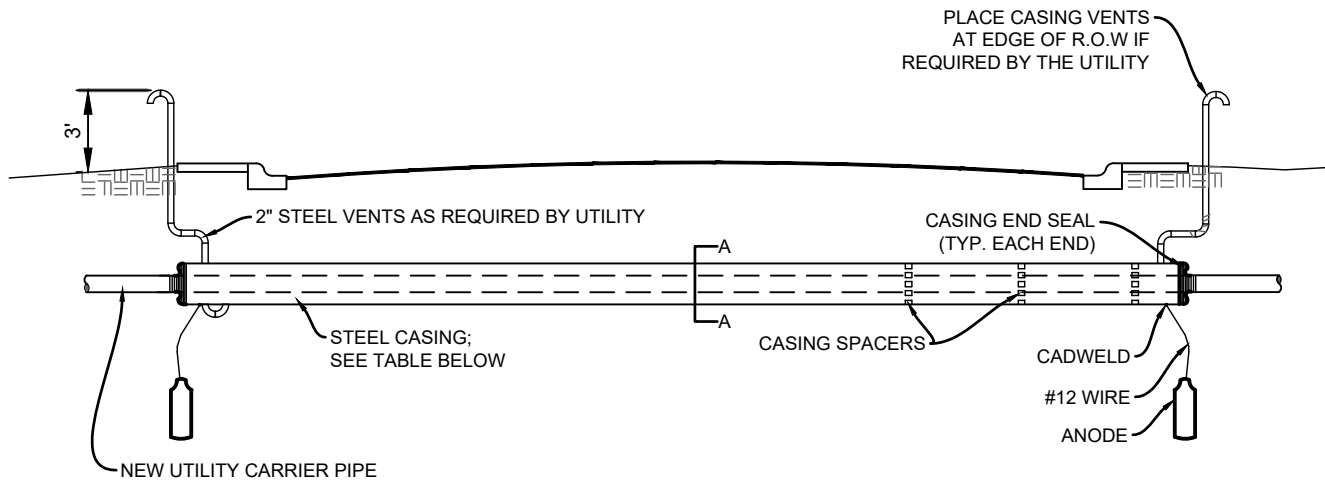 PLACE CASING VENTS
AT EDGE OF R.O.W IF
REQUIRED BY THE UTILITY
3'
2" STEEL VENTS AS REQUIRED BY UTILITY
CASING END SEAL
(TYP. EACH END)
A
A
STEEL CASING;
SEE TABLE BELOW
CASING SPACERS
CADWELD
#12 WIRE
ANODE
NEW UTILITY CARRIER PIPE